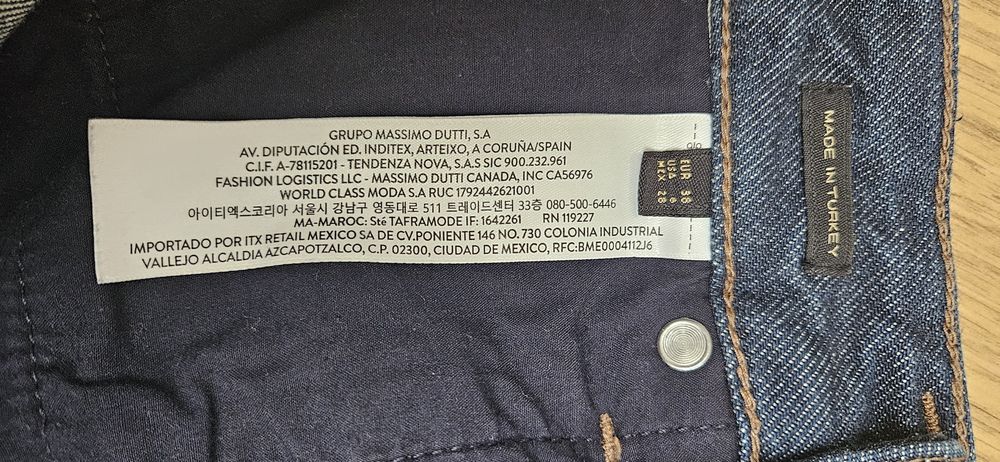 GRUPO MASSIMO DUTTI, S.A
AV. DIPUTACIÓN ED. INDITEX, ARTEIXO, A CORUÑA/SPAIN
C.I.F. A-78115201 - TENDENZA NOVA, S.A.S SIC 900.232.961
FASHION LOGISTICS LLC - MASSIMO DUTTI CANADA, INC CA56976
WORLD CLASS MODA S.A RUC 1792442621001
아이티엑스코리아 서울시 강남구 영동대로 511 트레이드센터 33층 080-500-6446
MA-MAROC: Sté TAFRAMODE IF: 1642261 RN 119227
IMPORTADO POR ITX RETAIL MEXICO SA DE CV.PONIENTE 146 NO. 730 COLONIA INDUSTRIAL
VALLEJO ALCALDIA AZCAPOTZALCO, C.P. 02300, CIUDAD DE MEXICO, RFC:BME0004112J6
EUR 38
USA 6
MEX 28
MADE IN TURKEY